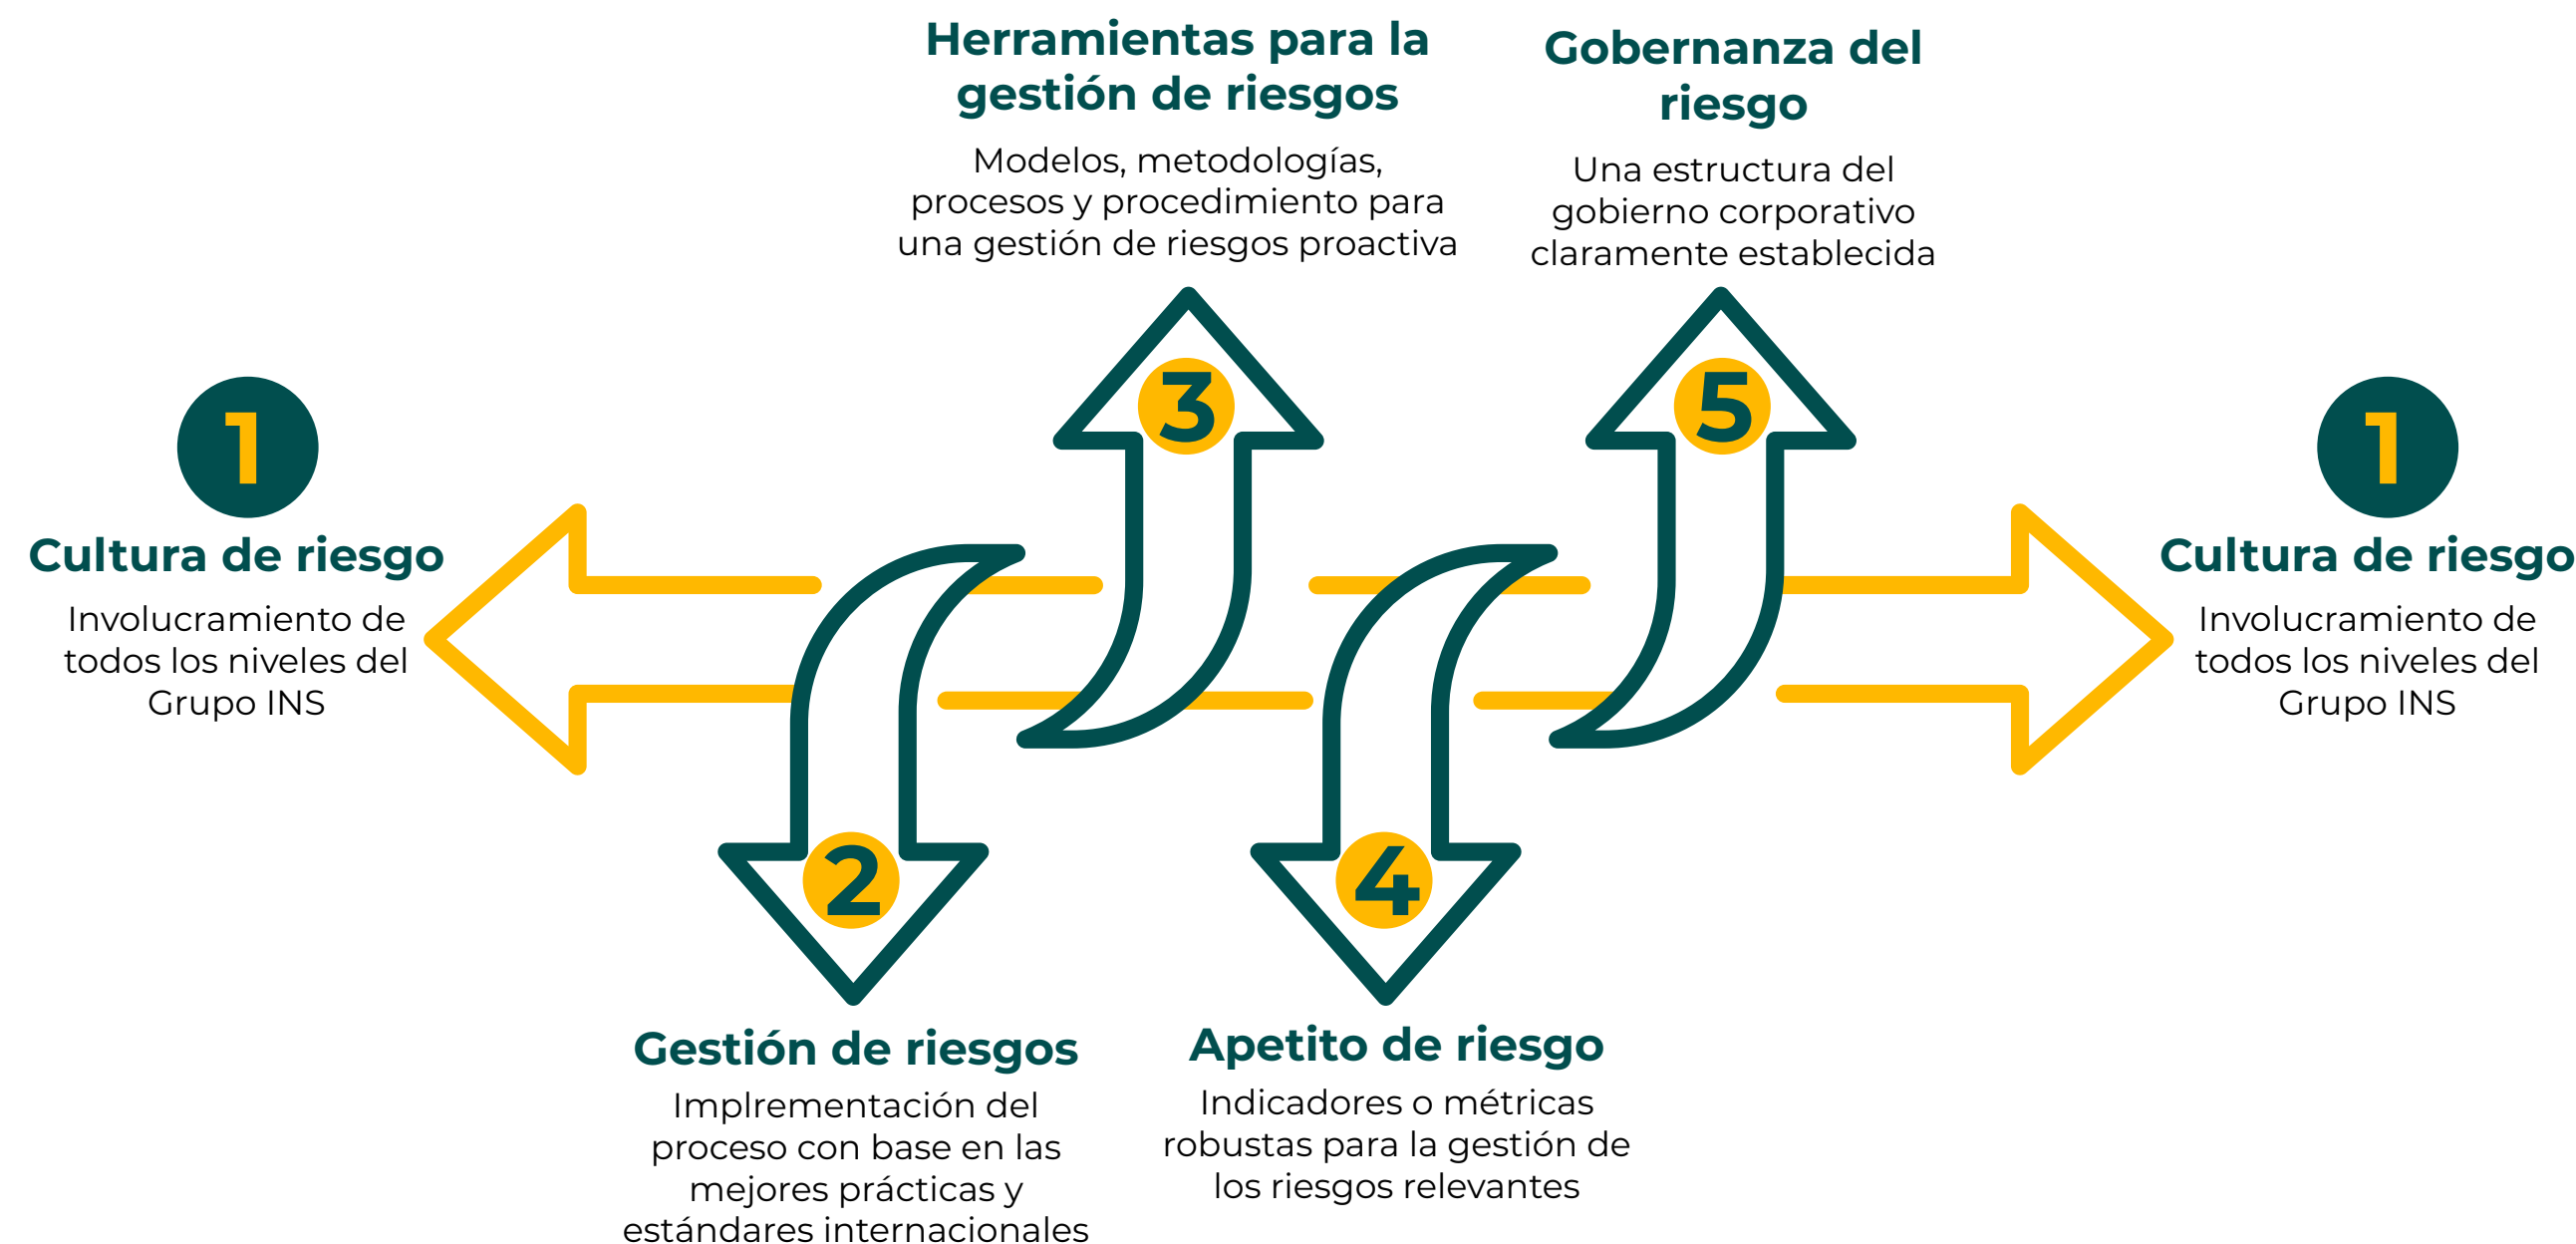 Herramientas para la
gestión de riesgos
Modelos, metodologías,
procesos y procedimiento para
una gestión de riesgos proactiva
3
Gobernanza del
riesgo
Una estructura del
gobierno corporativo
claramente establecida
5
1
Cultura de riesgo
Involucramiento de
todos los niveles del
Grupo INS
1
Cultura de riesgo
Involucramiento de
todos los niveles del
Grupo INS
2
Gestión de riesgos
Implrementación del
proceso con base en las
mejores prácticas y
estándares internacionales
4
Apetito de riesgo
Indicadores o métricas
robustas para la gestión de
los riesgos relevantes